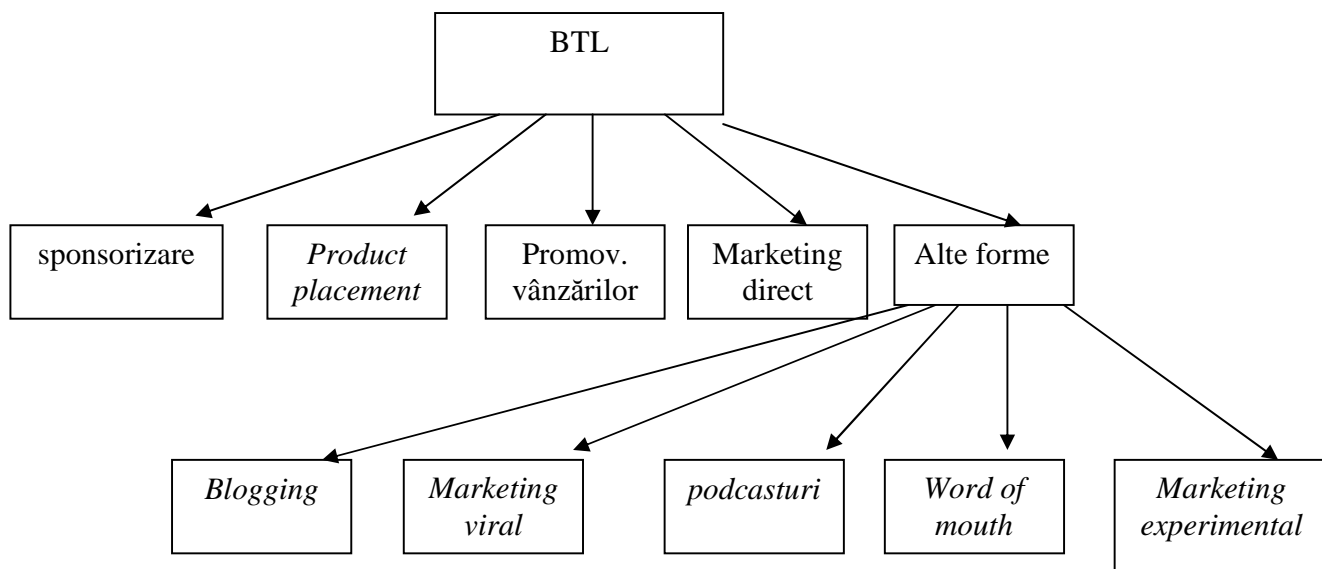 BTL
sponsorizare
Product
placement
Promov.
vânzărilor
Marketing
direct
Alte forme
Blogging
Marketing
viral
podcasturi
Word of
mouth
Marketing
experimental